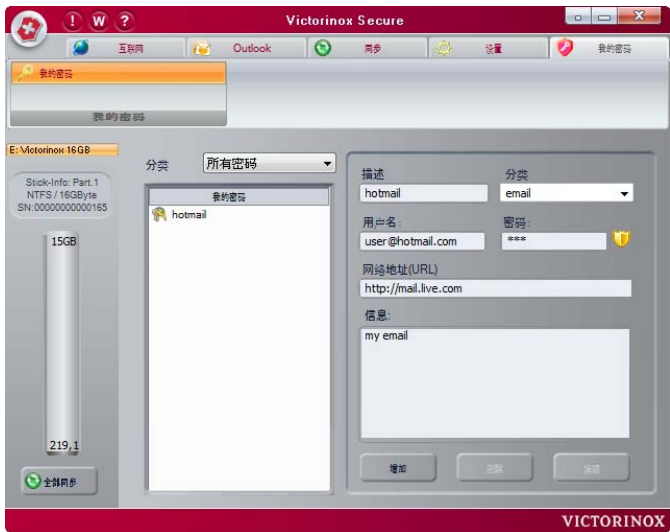 ! W ? Victorinox Secure
互联网 Outlook 同步 设置 我的密码
我的密码
我的密码
E: Victorinox 16GB
Stick-Info: Part.1
NTFS / 16GByte
SN:00000000000165
15GB
219,1
全部同步
分类 所有密码
我的密码
hotmail
描述 分类
hotmail email
用户名: 密码:
user@hotmail.com ***
网络地址(URL)
http://mail.live.com
信息:
my email
增加
VICTORINOX